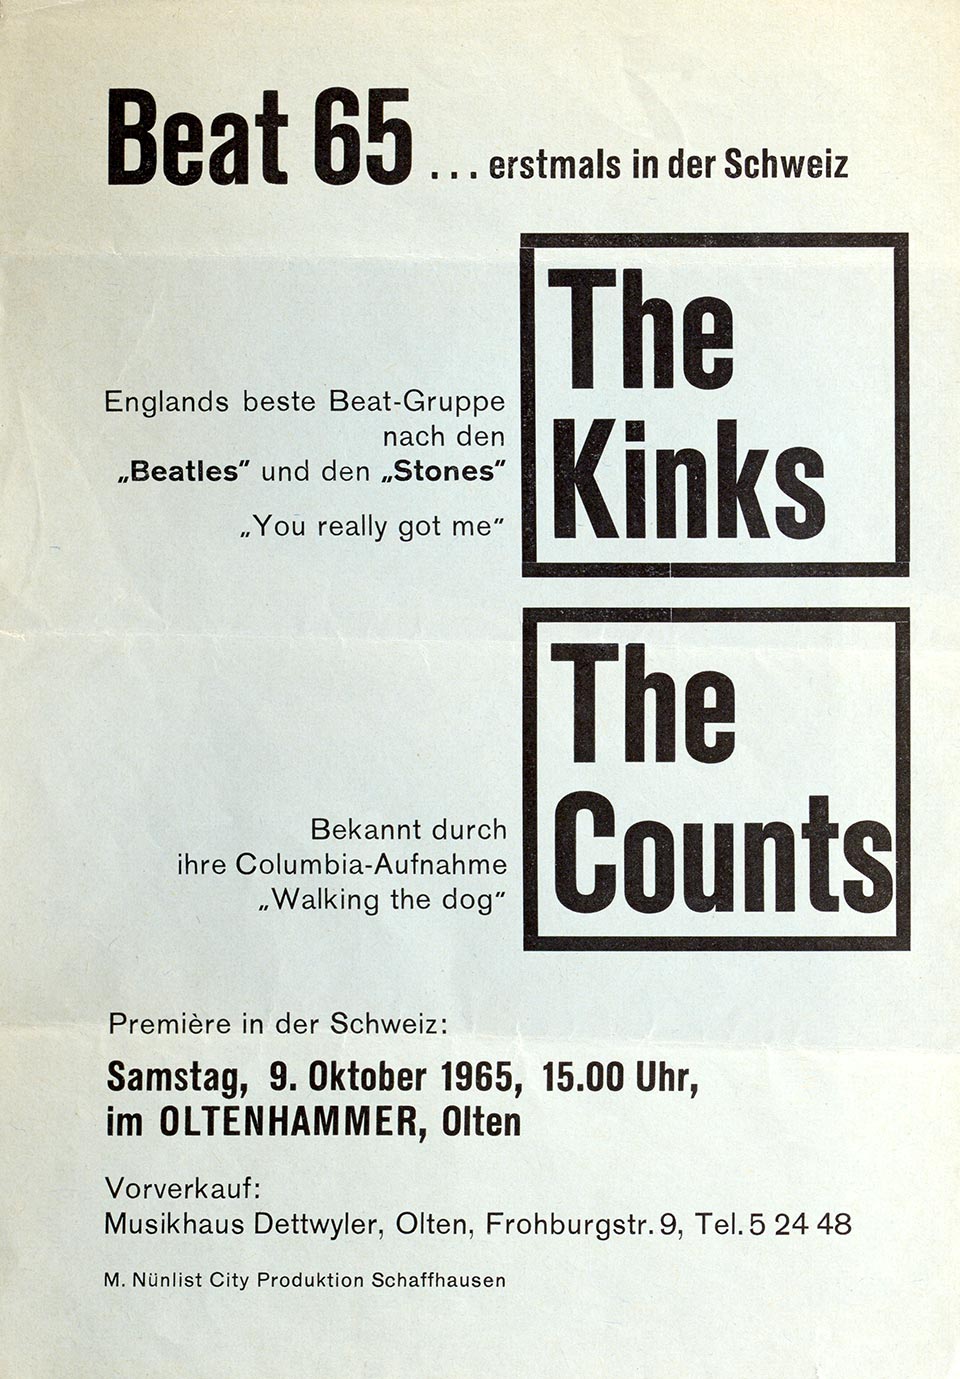 Beat 65 ... erstmals in der Schweiz
The
Kinks
Englands beste Beat-Gruppe
nach den
„Beatles” und den „Stones”
„You really got me”
The
Counts
Bekannt durch
ihre Columbia-Aufnahme
„Walking the dog”
Première in der Schweiz:
Samstag, 9. Oktober 1965, 15.00 Uhr,
im OLTENHAMMER, Olten
Vorverkauf:
Musikhaus Dettwyler, Olten, Frohburgstr. 9, Tel. 5 24 48
M. Nünlist City Produktion Schaffhausen